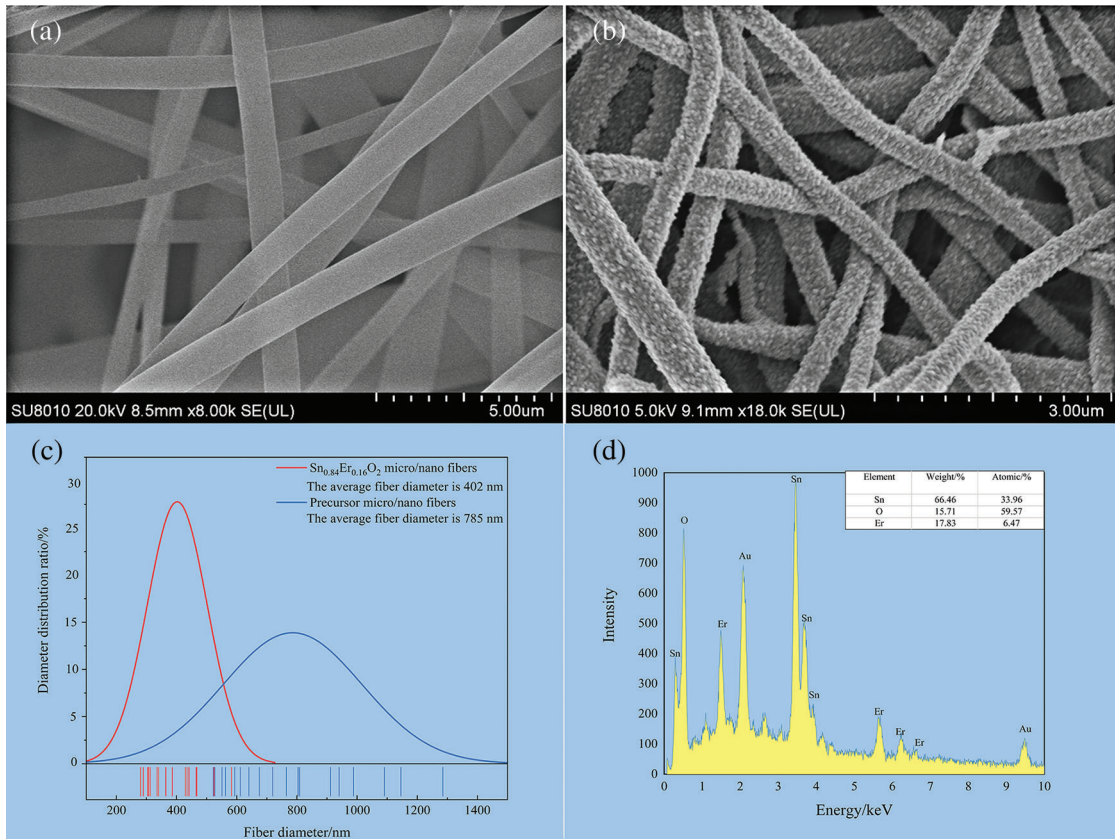 (a)
SU8010 20.0kV 8.5mm x8.00k SE(UL)
5.00um
(b)
SU8010 5.0kV 9.1mm x18.0k SE(UL)
3.00um
(c)
Sn0.84Er0.16O2 micro/nano fibers
The average fiber diameter is 402 nm
Precursor micro/nano fibers
The average fiber diameter is 785 nm
Diameter distribution ratio/%
30
25
20
15
10
5
0
200 400 600 800 1000 1200 1400
Fiber diameter/nm
(d)
Element Weight/% Atomic/%
Sn 66.46 33.96
O 15.71 59.57
Er 17.83 6.47
Intensity
1000
900
800
700
600
500
400
300
200
100
0
Sn
O
Er
Au
Sn
Sn
Sn
Er
Er
Er
Au
0 1 2 3 4 5 6 7 8 9 10
Energy/keV